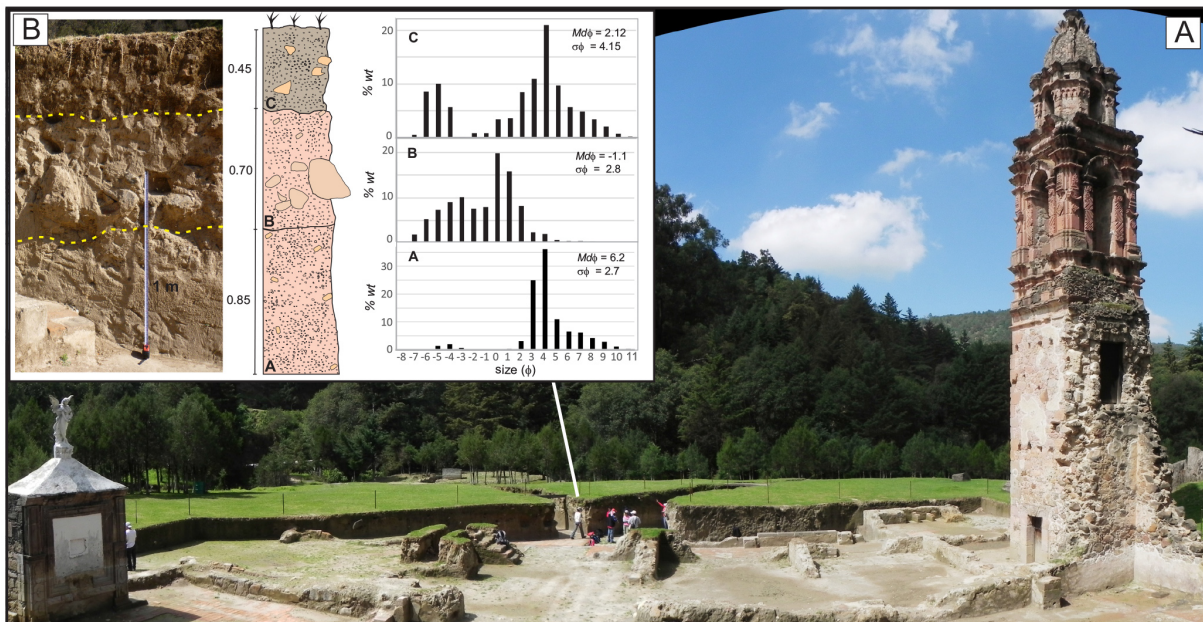 B
A
0.45
0.70
0.85
1 m
C
B
A
C
Mdϕ = 2.12
σϕ = 4.15
% wt
20
10
0
B
Mdϕ = -1.1
σϕ = 2.8
% wt
20
10
0
A
Mdϕ = 6.2
σϕ = 2.7
% wt
30
20
10
0
-8 -7 -6 -5 -4 -3 -2 -1 0 1 2 3 4 5 6 7 8 9 10 11
size (ϕ)